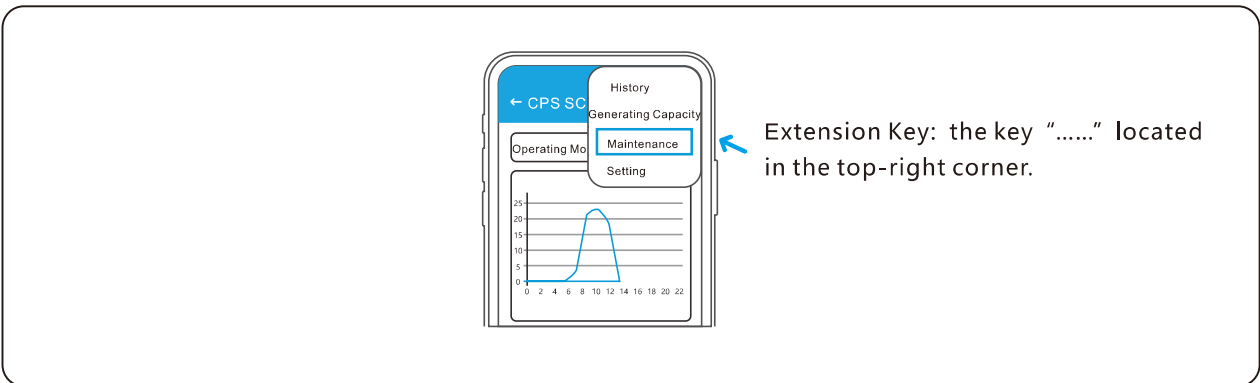 History
← CPS SC
Generating Capacity
Operating Mo
Maintenance
Setting
25
20
15
10
5
0
0 2 4 6 8 10 12 14 16 18 20 22
Extension Key: the key “......” located
in the top-right corner.